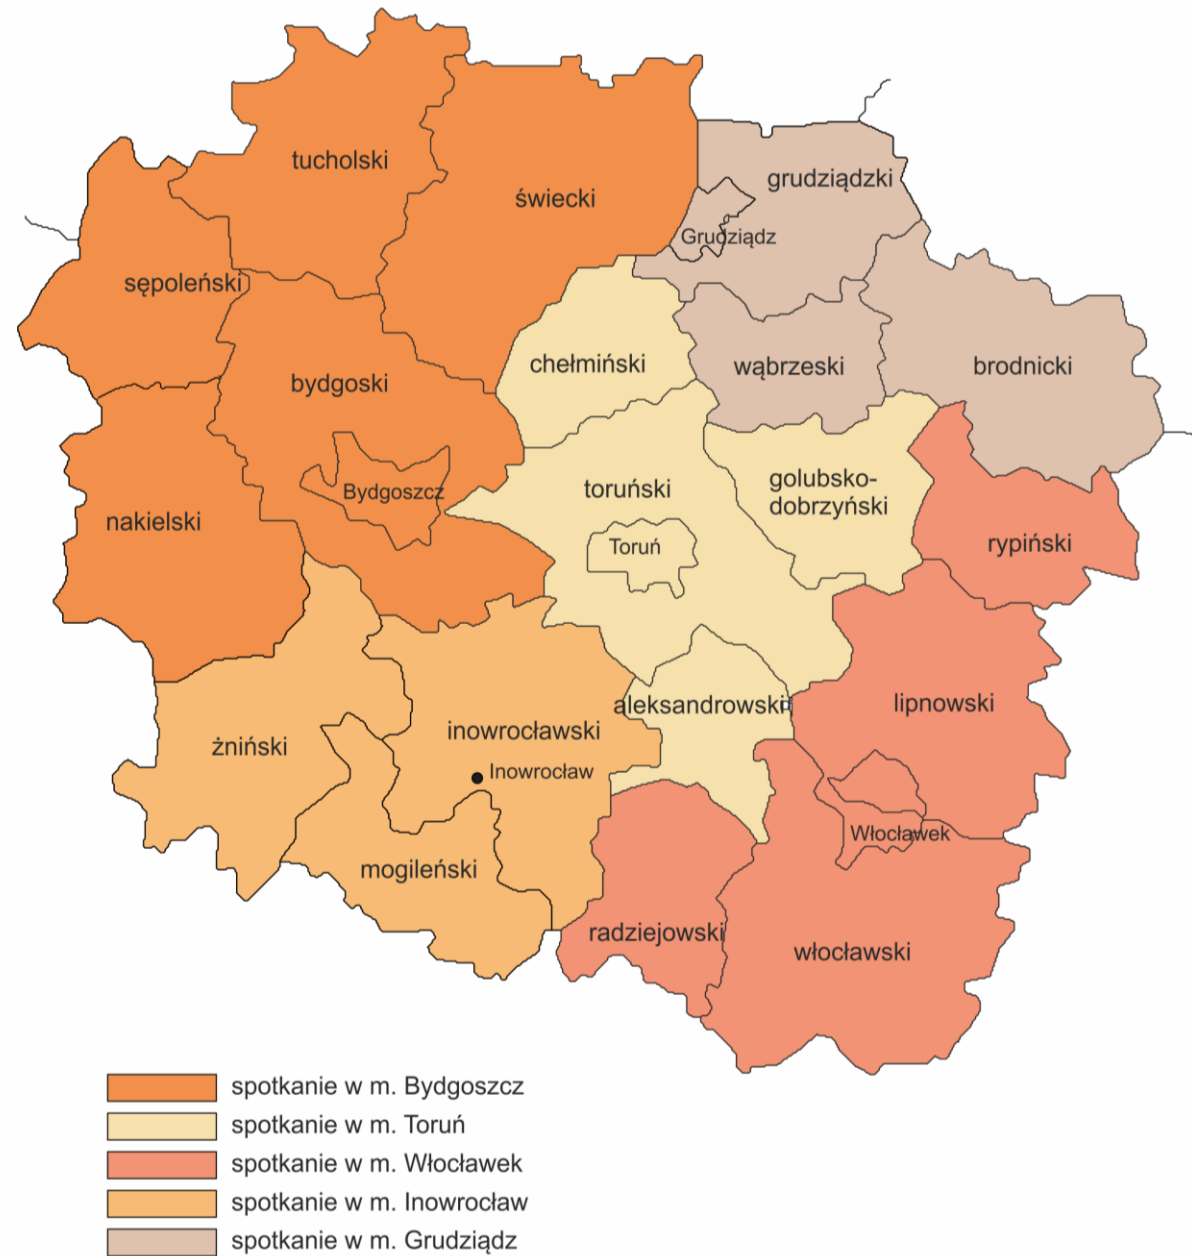 tucholski
świecki
grudziądzki
Grudziądz
sępoleński
chełmiński
wąbrzeski
brodnicki
bydgoski
Bydgoszcz
nakielski
toruński
Toruń
golubsko-
dobrzyński
rypiński
aleksandrowski
lipnowski
inowrocławski
Inowrocław
żniński
mogileński
Włocławek
radziejowski
włocławski
spotkanie w m. Bydgoszcz
spotkanie w m. Toruń
spotkanie w m. Włocławek
spotkanie w m. Inowrocław
spotkanie w m. Grudziądz